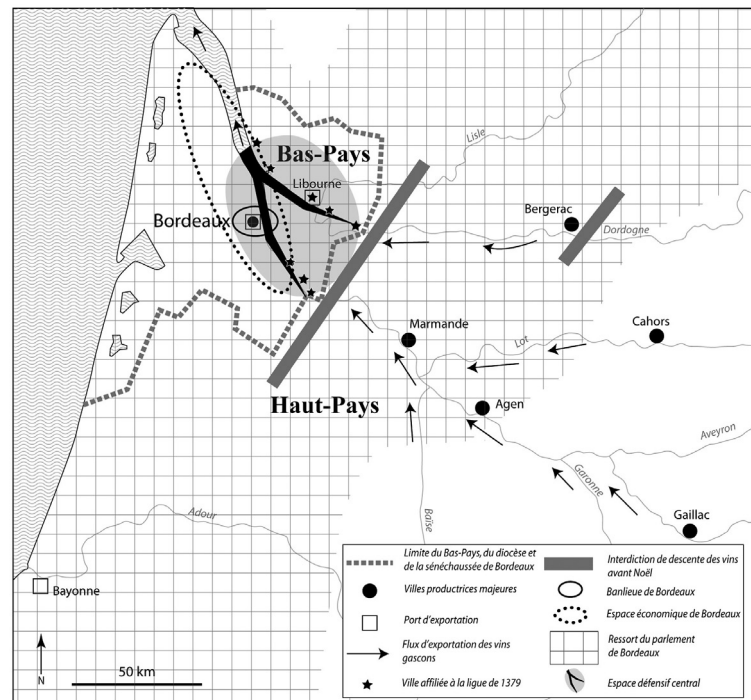 Lisle
Bas-Pays
Libourne
Bordeaux
Bergerac
Dordogne
Marmande
Lot
Cahors
Haut-Pays
Agen
Aveyron
Garonne
Gaillac
Adour
Baïse
Bayonne
N
50 km
Limite du Bas-Pays, du diocèse et
de la sénéchaussée de Bordeaux
Villes productrices majeures
Port d'exportation
Flux d'exportation des vins
gascons
Ville affiliée à la ligue de 1379
Interdiction de descente des vins
avant Noël
Banlieue de Bordeaux
Espace économique de Bordeaux
Ressort du parlement
de Bordeaux
Espace défensif central